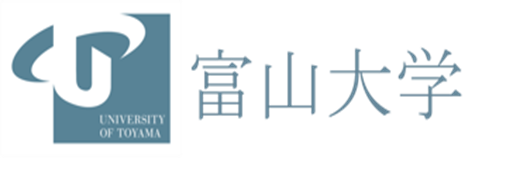 UNIVERSITY
OF TOYAMA
富山大学